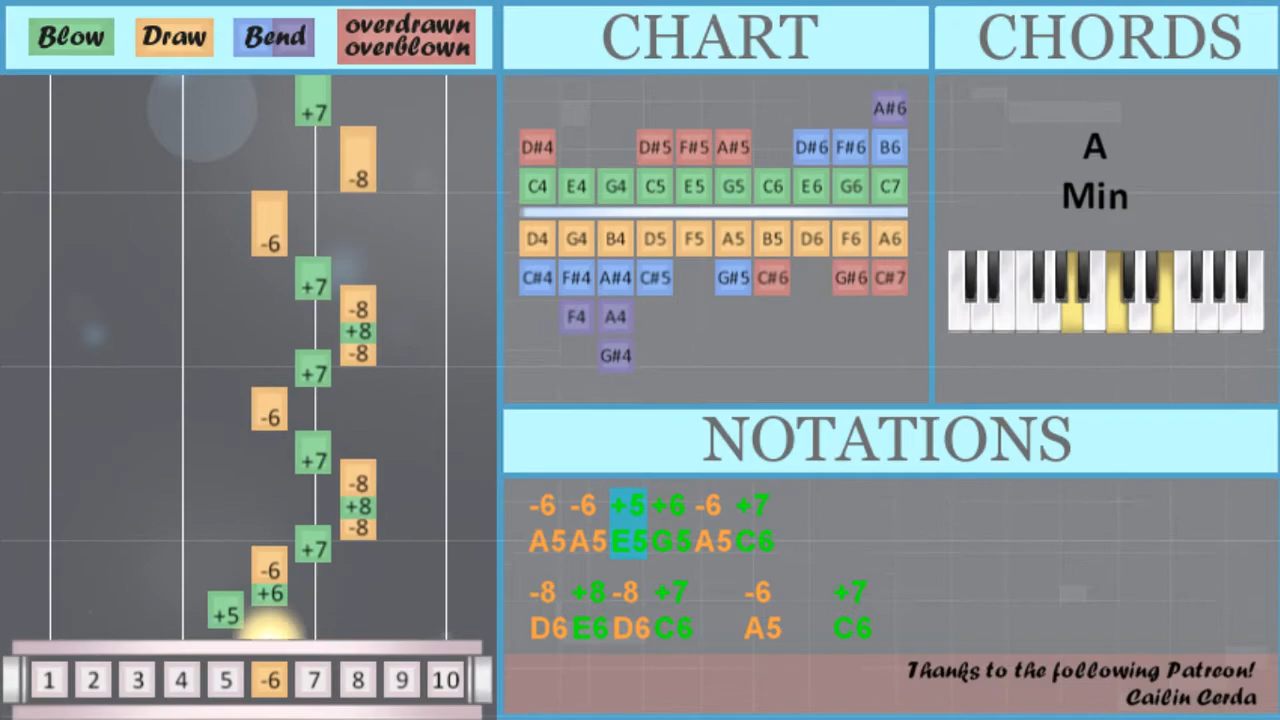 Blow Draw Bend overdrawn
overblown
+7
-8
-6
+7
-8
+8
-8
+7
-6
+7
-8
+8
-8
+7
-6
+6
+5
1 2 3 4 5 -6 7 8 9 10
CHART
A#6
D#4 D#5 F#5 A#5 D#6 F#6 B6
C4 E4 G4 C5 E5 G5 C6 E6 G6 C7
D4 G4 B4 D5 F5 A5 B5 D6 F6 A6
C#4 F#4 A#4 C#5 G#5 C#6 G#6 C#7
F4 A4
G#4
CHORDS
A
Min
NOTATIONS
-6 -6 +5 +6 -6 +7
A5 A5 E5 G5 A5 C6
-8 +8 -8 +7 -6 +7
D6 E6 D6 C6 A5 C6
Thanks to the following Patreon!
Cailin Cerda